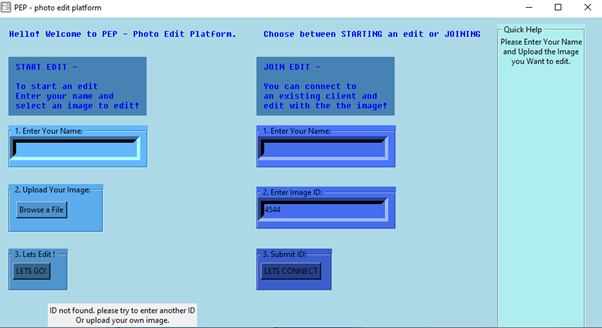 PEP - photo edit platform
Hello! Welcome to PEP - Photo Edit Platform.
Choose between STARTING an edit or JOINING
START EDIT -
To start an edit
Enter your name and
select an image to edit!
1. Enter Your Name:
2. Upload Your Image:
Browse a File
3. Lets Edit !
LETS GO!
JOIN EDIT -
You can connect to
an existing client and
edit with the the image!
1. Enter Your Name:
2. Enter Image ID:
4544
3. Submit ID!
LETS CONNECT
ID not found. please try to enter another ID
Or upload your own image.
Quick Help
Please Enter Your Name
and Upload the Image
you Want to edit.